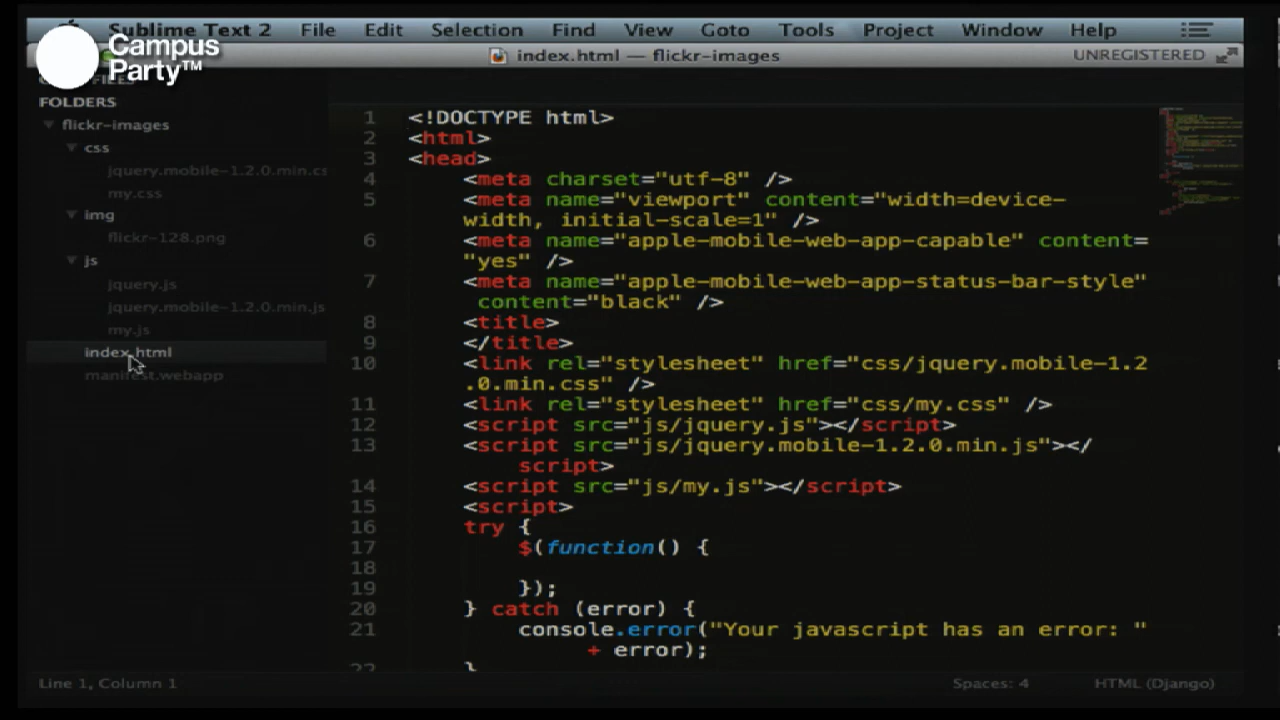 Sublime Text 2 File Edit Selection Find View Goto Tools Project Window Help
Campus
Party™
index.html — flickr-images
UNREGISTERED
FOLDERS
flickr-images
css
jquery.mobile-1.2.0.min.cs
my.css
img
flickr-128.png
js
jquery.js
jquery.mobile-1.2.0.min.js
my.js
index.html
manifest.webapp
1 <!DOCTYPE html>
2 <html>
3 <head>
4 <meta charset="utf-8" />
5 <meta name="viewport" content="width=device-
width, initial-scale=1" />
6 <meta name="apple-mobile-web-app-capable" content=
"yes" />
7 <meta name="apple-mobile-web-app-status-bar-style"
content="black" />
8 <title>
9 </title>
10 <link rel="stylesheet" href="css/jquery.mobile-1.2
.0.min.css" />
11 <link rel="stylesheet" href="css/my.css" />
12 <script src="js/jquery.js"></script>
13 <script src="js/jquery.mobile-1.2.0.min.js"></
script>
14 <script src="js/my.js"></script>
15 <script>
16 try {
17 $(function() {
18
19 });
20 } catch (error) {
21 console.error("Your javascript has an error: "
+ error);
22 }
Line 1, Column 1
Spaces: 4
HTML (Django)